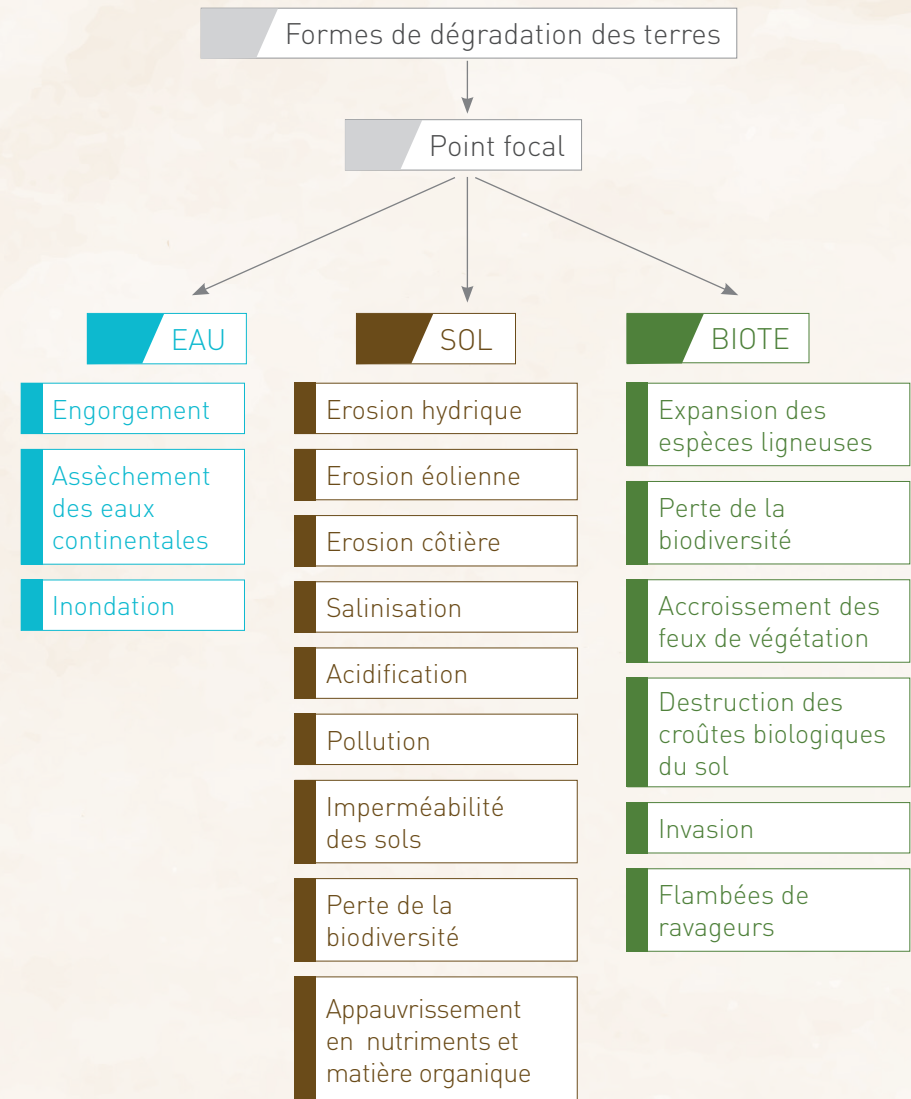 Formes de dégradation des terres
Point focal
EAU
Engorgement
Assèchement
des eaux
continentales
Inondation
SOL
Erosion hydrique
Erosion éolienne
Erosion côtière
Salinisation
Acidification
Pollution
Imperméabilité
des sols
Perte de la
biodiversité
Appauvrissement
en nutriments et
matière organique
BIOTE
Expansion des
espèces ligneuses
Perte de la
biodiversité
Accroissement des
feux de végétation
Destruction des
croûtes biologiques
du sol
Invasion
Flambées de
ravageurs